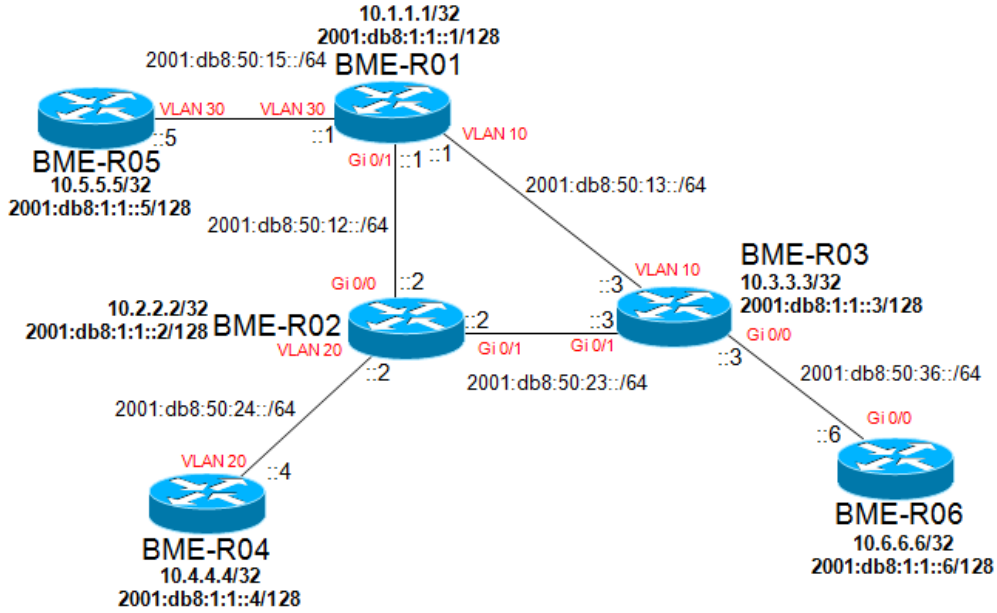 10.1.1.1/32
2001:db8:1:1::1/128
BME-R01
2001:db8:50:15::/64
VLAN 30
VLAN 30
::5
::1
BME-R05
10.5.5.5/32
2001:db8:1:1::5/128
Gi 0/1
::1
::1
VLAN 10
2001:db8:50:13::/64
2001:db8:50:12::/64
VLAN 10
::3
BME-R03
10.3.3.3/32
2001:db8:1:1::3/128
Gi 0/0
::2
10.2.2.2/32
2001:db8:1:1::2/128
BME-R02
VLAN 20
::2
::2
Gi 0/1
Gi 0/1
::3
2001:db8:50:23::/64
Gi 0/0
::3
2001:db8:50:36::/64
2001:db8:50:24::/64
Gi 0/0
::6
VLAN 20
::4
BME-R04
10.4.4.4/32
2001:db8:1:1::4/128
BME-R06
10.6.6.6/32
2001:db8:1:1::6/128